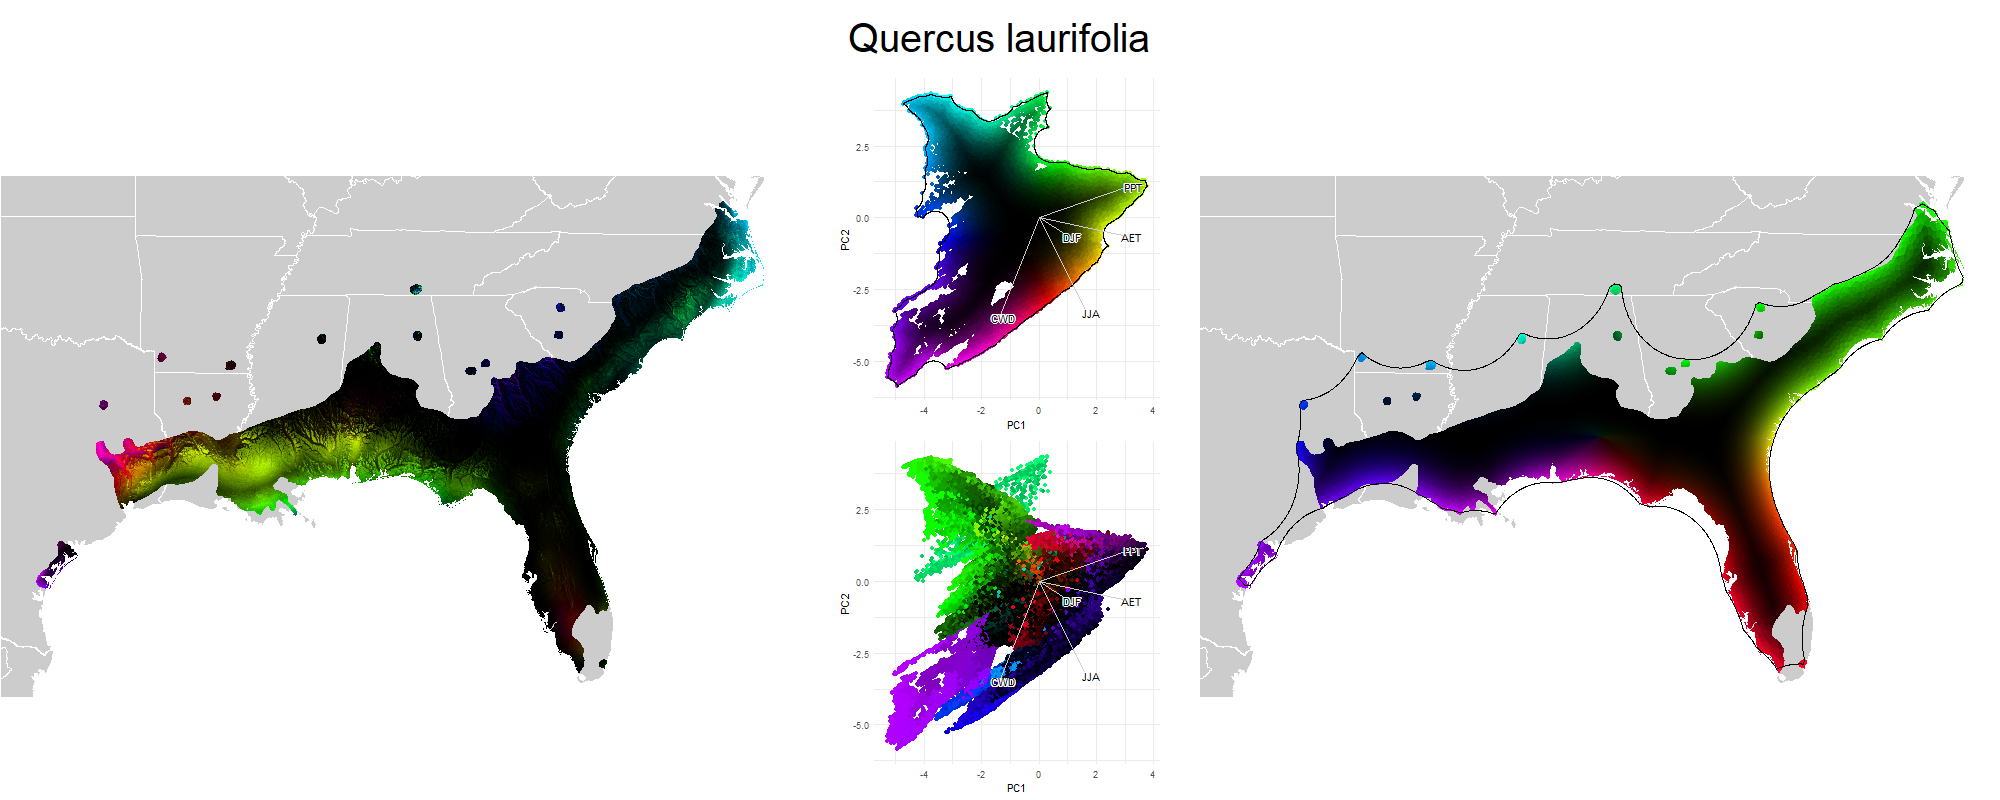 Quercus laurifolia
2.5
0.0
-2.5
-5.0
PC2
PPT
DJF
AET
CWD
JJA
-4
-2
0
2
4
PC1
2.5
0.0
-2.5
-5.0
PC2
PPT
DJF
AET
CWD
JJA
-4
-2
0
2
4
PC1